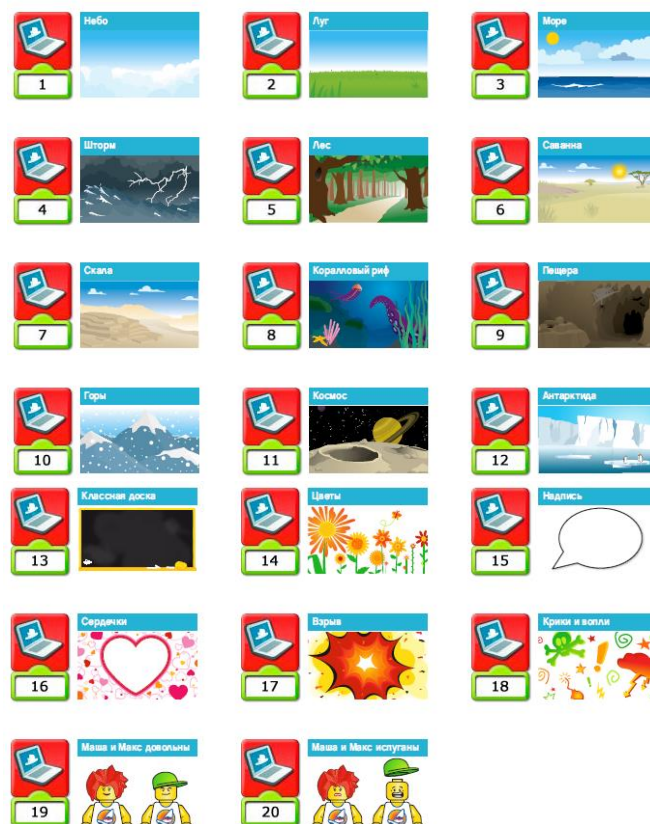 Небо
1
Луг
2
Море
3
Шторм
4
Лес
5
Саванна
6
Скала
7
Коралловый риф
8
Пещера
9
Горы
10
Космос
11
Антарктида
12
Классная доска
13
Цветы
14
Надпись
15
Сердечки
16
Взрыв
17
Крики и вопли
18
Маша и Макс довольны
19
Маша и Макс испуганы
20